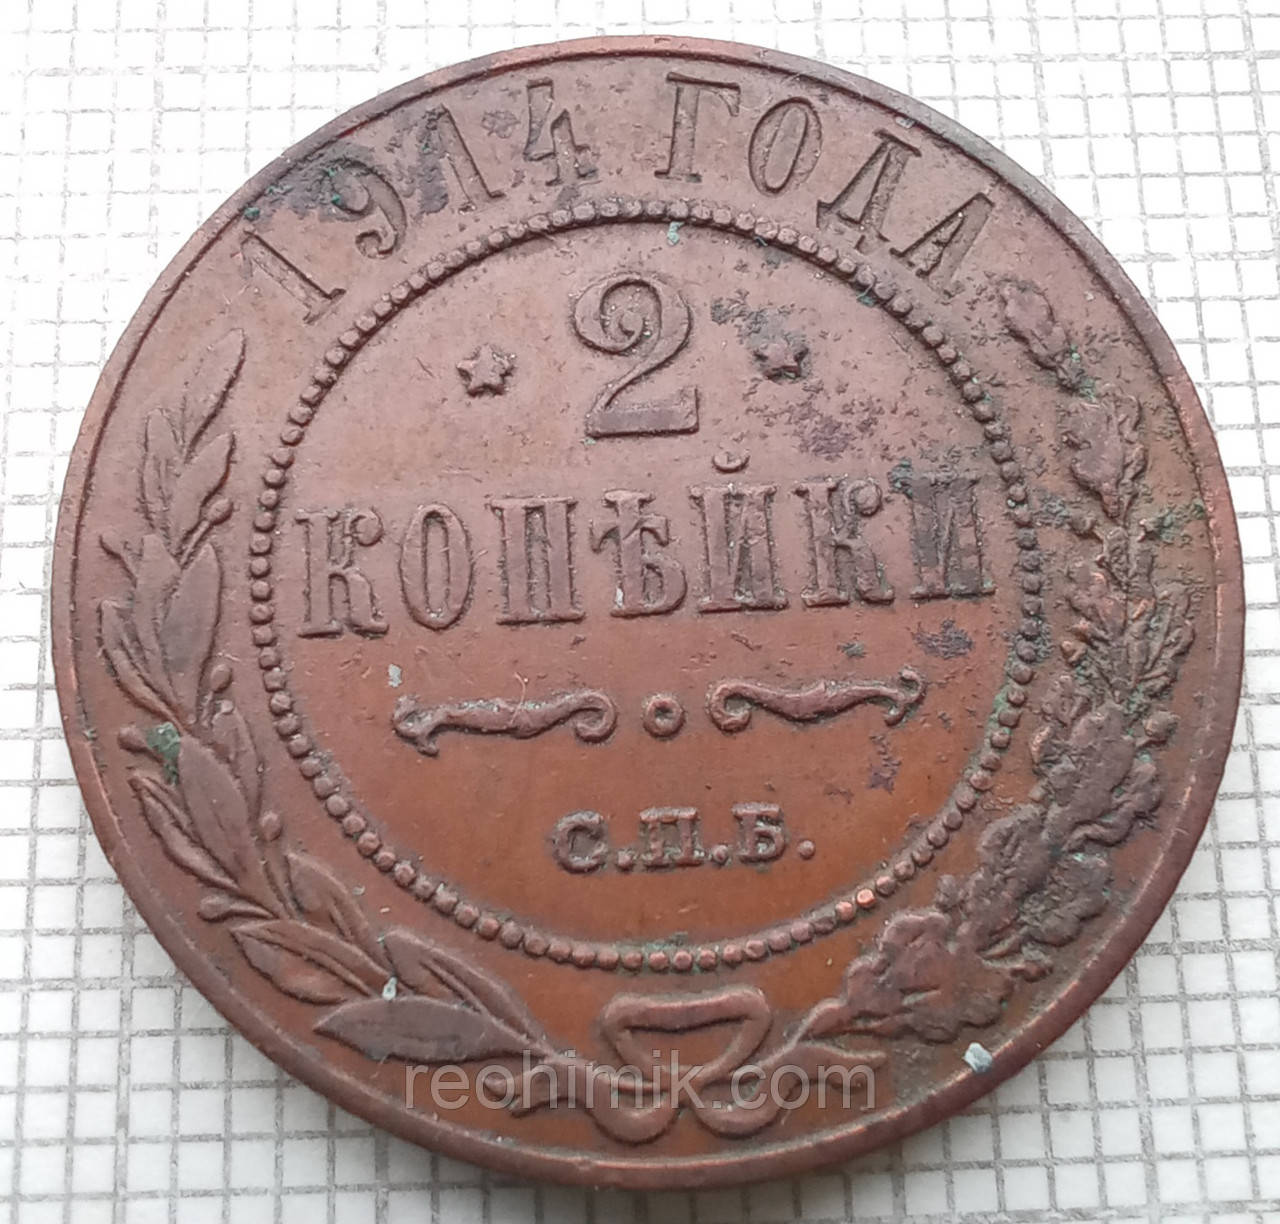 1914 ГОДА
2
КОПѢЙКИ
С.П.Б.
reohimik.com